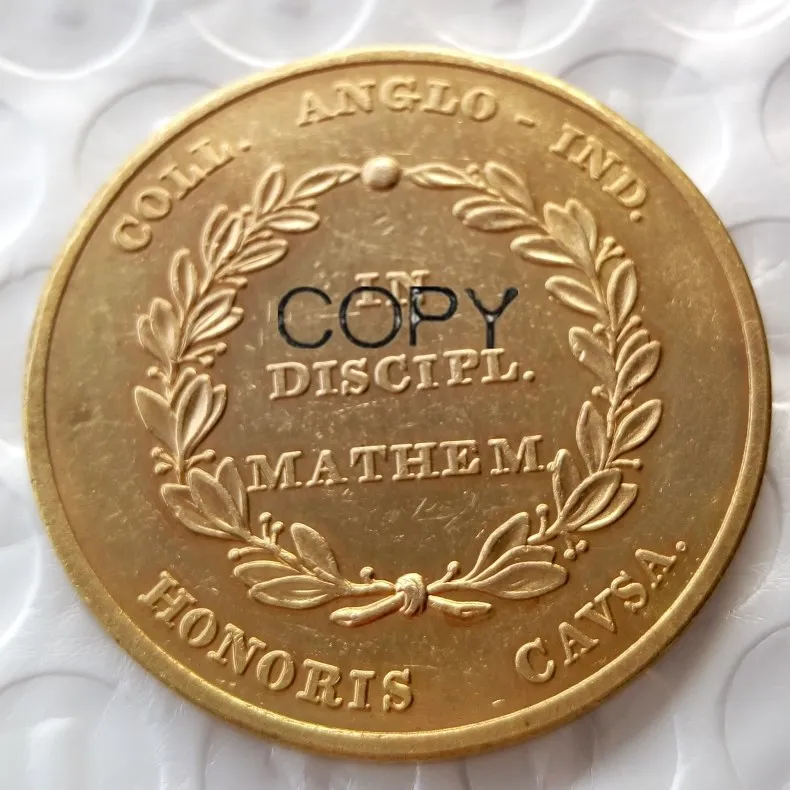 COLL. ANGLO - IND.
IN
COPY
DISCIPL.
MATHEM.
HONORIS CAVSA.